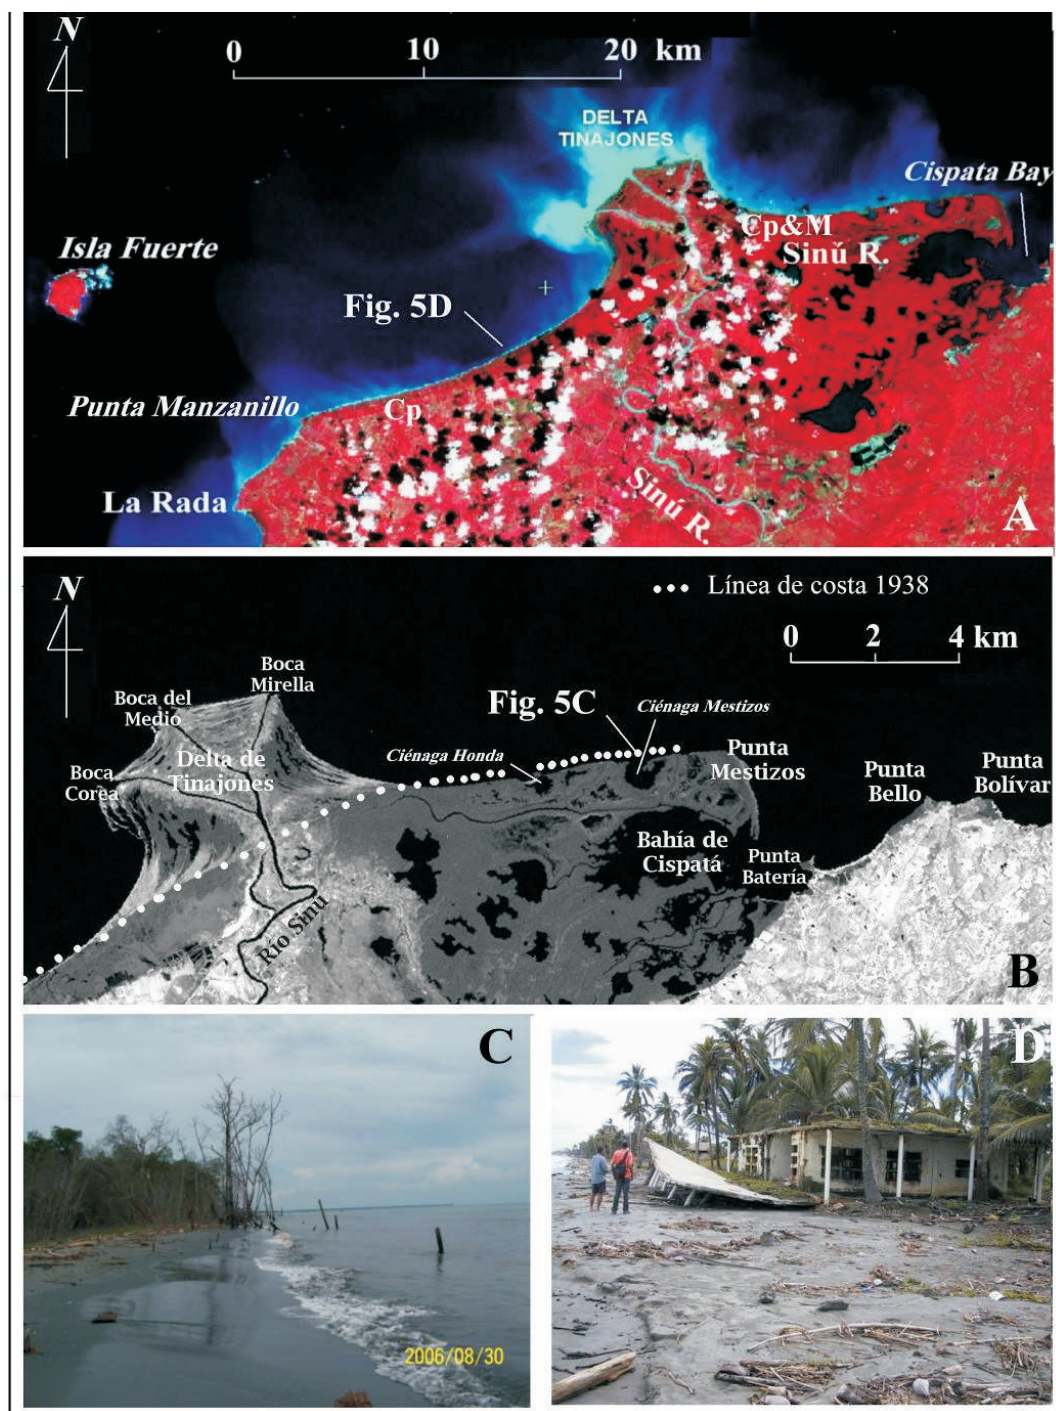 N
0 10 20 km
DELTA
TINAJONES
Cispata Bay
Cp&M
Sinú R.
Isla Fuerte
Fig. 5D
Punta Manzanillo
Cp
La Rada
Sinú R.
A
N
Línea de costa 1938
0 2 4 km
Boca
Mirella
Boca del
Medio
Fig. 5C
Ciénaga Mestizos
Ciénaga Honda
Punta
Mestizos
Delta de
Tinajones
Boca
Corea
Punta
Bello
Punta
Bolívar
Bahía de
Cispatá
Punta
Batería
Río Sinú
B
C
2006/08/30
D